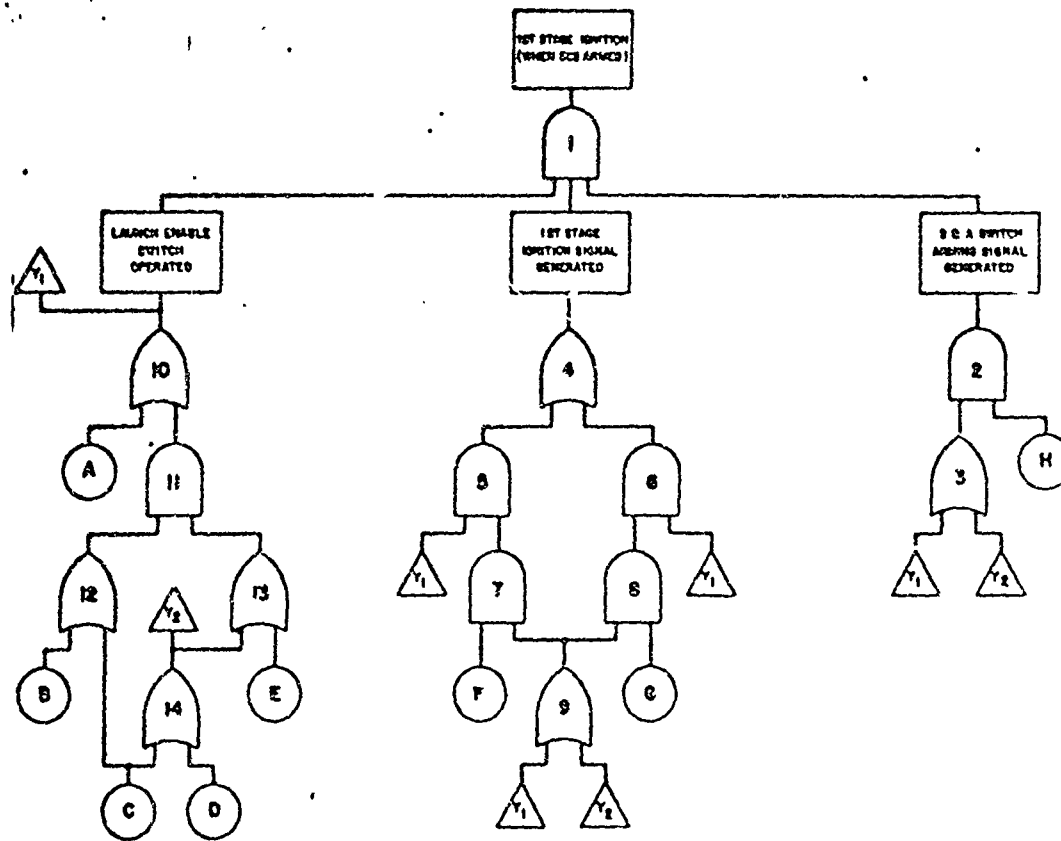 1ST STAGE IGNITION
(WHEN SCS ARMED)
1
LAUNCH ENABLE
SWITCH
OPERATED
1ST STAGE
IGNITION SIGNAL
GENERATED
S C A SWITCH
ARMING SIGNAL
GENERATED
Y1
10
4
2
A
11
5
6
3
H
12
Y2
13
Y1
7
8
Y1
Y1
Y2
B
14
E
F
9
G
C
D
Y1
Y2